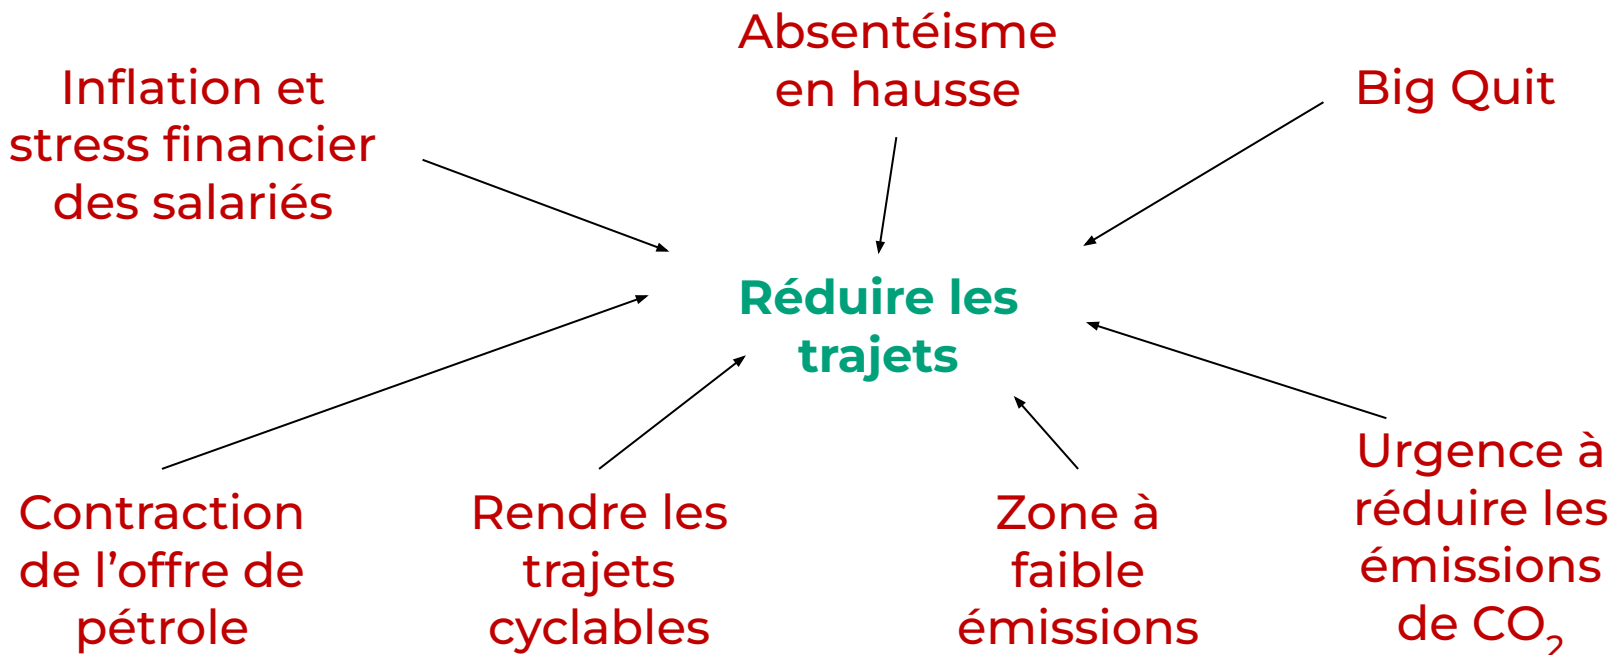 Absentéisme
en hausse
Inflation et
stress financier
des salariés
Big Quit
Réduire les
trajets
Contraction
de l’offre de
pétrole
Rendre les
trajets
cyclables
Zone à
faible
émissions
Urgence à
réduire les
émissions
de CO₂